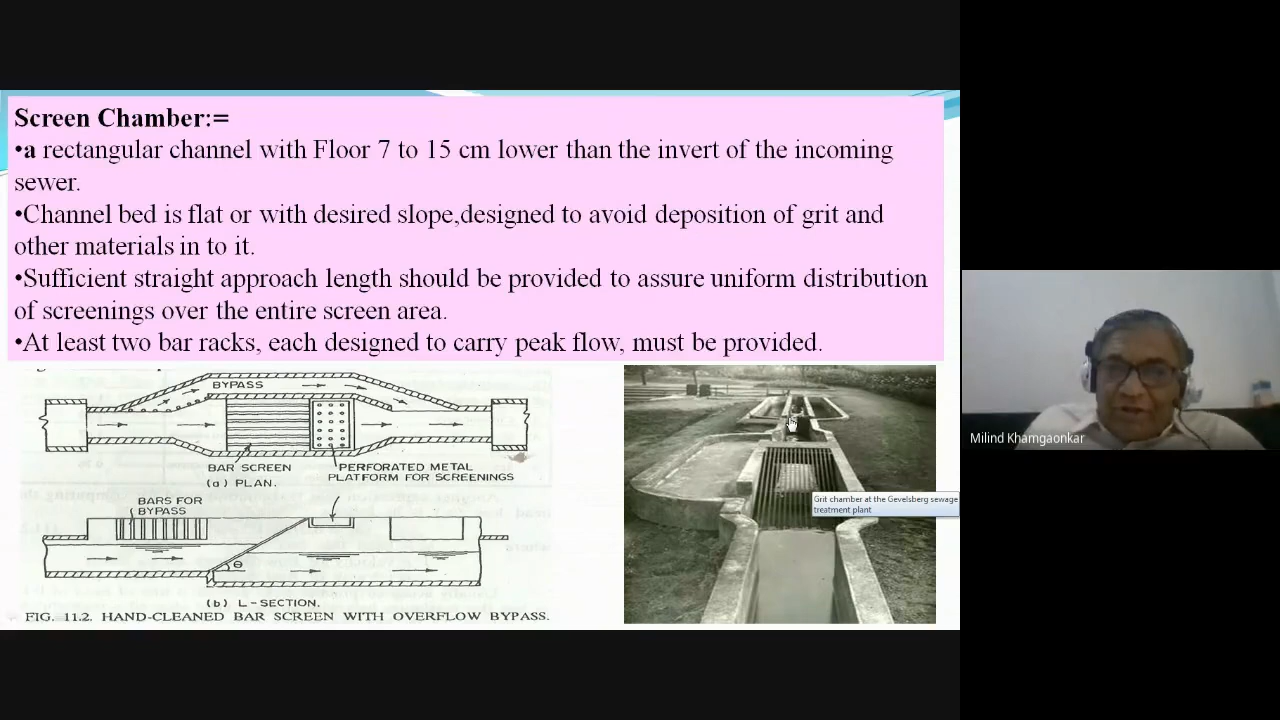 Screen Chamber:=
•a rectangular channel with Floor 7 to 15 cm lower than the invert of the incoming
sewer.
•Channel bed is flat or with desired slope,designed to avoid deposition of grit and
other materials in to it.
•Sufficient straight approach length should be provided to assure uniform distribution
of screenings over the entire screen area.
•At least two bar racks, each designed to carry peak flow, must be provided.
BYPASS
BAR SCREEN
(a) PLAN.
PERFORATED METAL
PLATFORM FOR SCREENINGS
BARS FOR
BYPASS
θ
(b) L-SECTION.
FIG. 11.2. HAND-CLEANED BAR SCREEN WITH OVERFLOW BYPASS.
Grit chamber at the Gevelsberg sewage
treatment plant
Milind Khamgaonkar